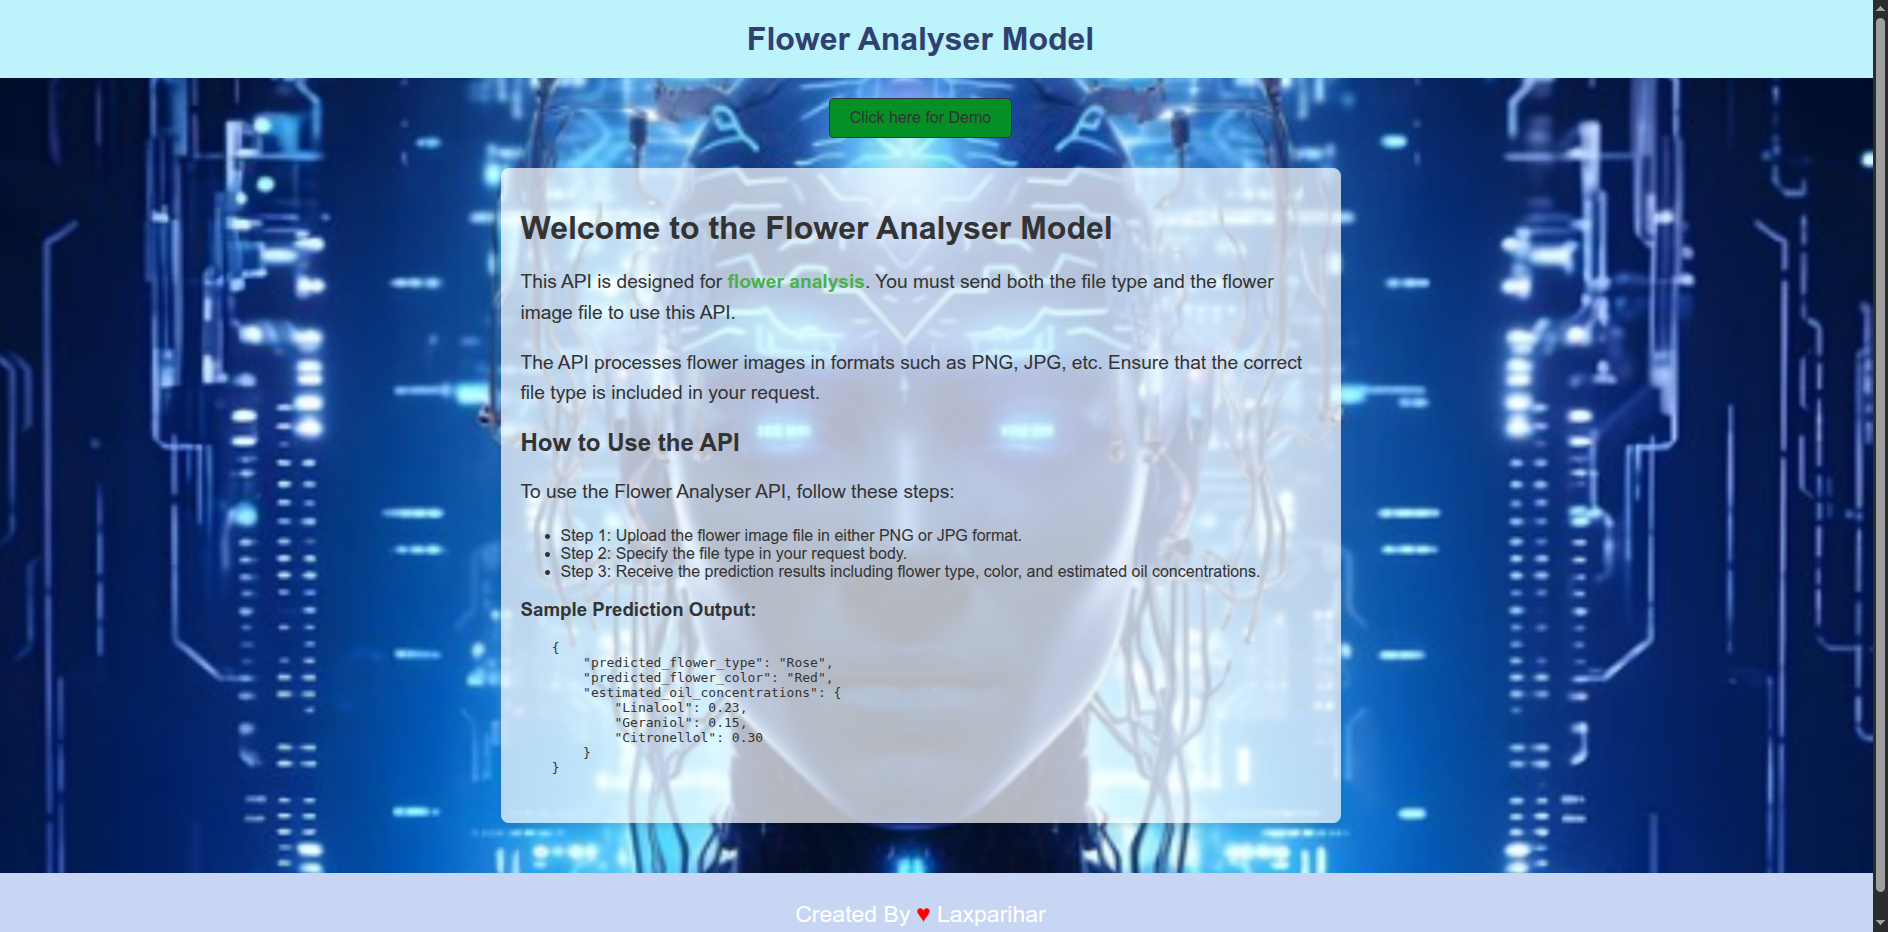 Flower Analyser Model
Click here for Demo
Welcome to the Flower Analyser Model
This API is designed for flower analysis. You must send both the file type and the flower
image file to use this API.
The API processes flower images in formats such as PNG, JPG, etc. Ensure that the correct
file type is included in your request.
How to Use the API
To use the Flower Analyser API, follow these steps:
• Step 1: Upload the flower image file in either PNG or JPG format.
• Step 2: Specify the file type in your request body.
• Step 3: Receive the prediction results including flower type, color, and estimated oil concentrations.
Sample Prediction Output:
{
    "predicted_flower_type": "Rose",
    "predicted_flower_color": "Red",
    "estimated_oil_concentrations": {
        "Linalool": 0.23,
        "Geraniol": 0.15,
        "Citronellol": 0.30
    }
}
Created By ♥ Laxparihar